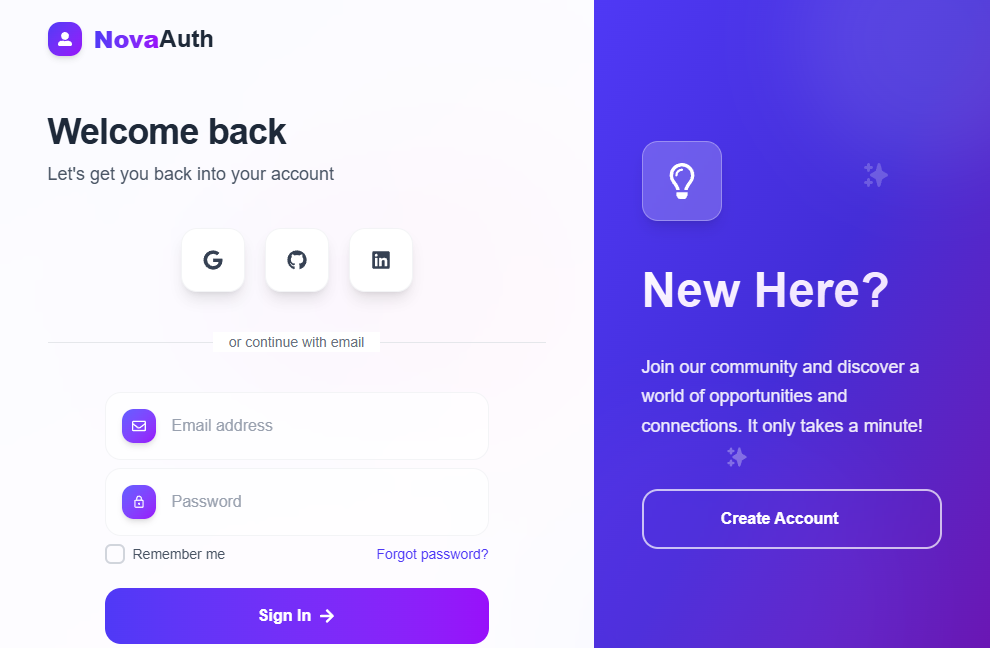 NovaAuth
Welcome back
Let's get you back into your account
or continue with email
Email address
Password
Remember me
Forgot password?
Sign In
New Here?
Join our community and discover a
world of opportunities and
connections. It only takes a minute!
Create Account